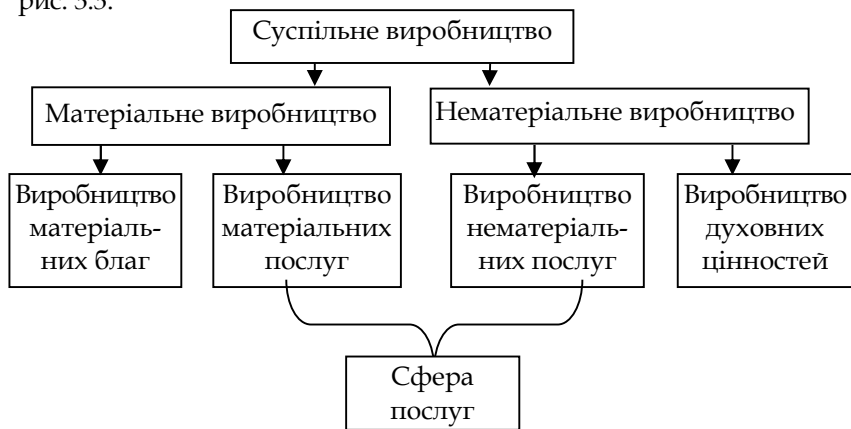 рис. 3.3.
Суспільне виробництво
Матеріальне виробництво
Нематеріальне виробництво
Виробництво
матеріаль-
них благ
Виробництво
матеріальних
послуг
Виробництво
нематеріаль-
них послуг
Виробництво
духовних
цінностей
Сфера
послуг